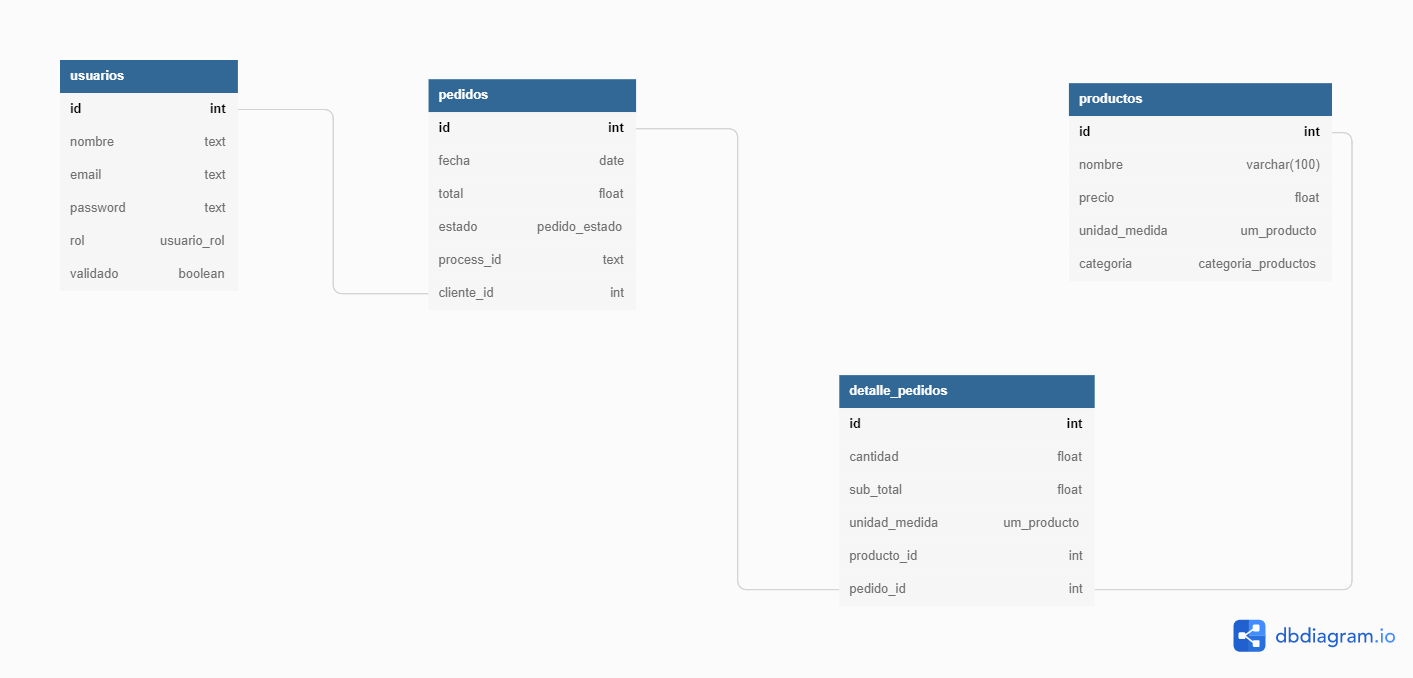 usuarios
id int
nombre text
email text
password text
rol usuario_rol
validado boolean
pedidos
id int
fecha date
total float
estado pedido_estado
process_id text
cliente_id int
productos
id int
nombre varchar(100)
precio float
unidad_medida um_producto
categoria categoria_productos
detalle_pedidos
id int
cantidad float
sub_total float
unidad_medida um_producto
producto_id int
pedido_id int
dbdiagram.io